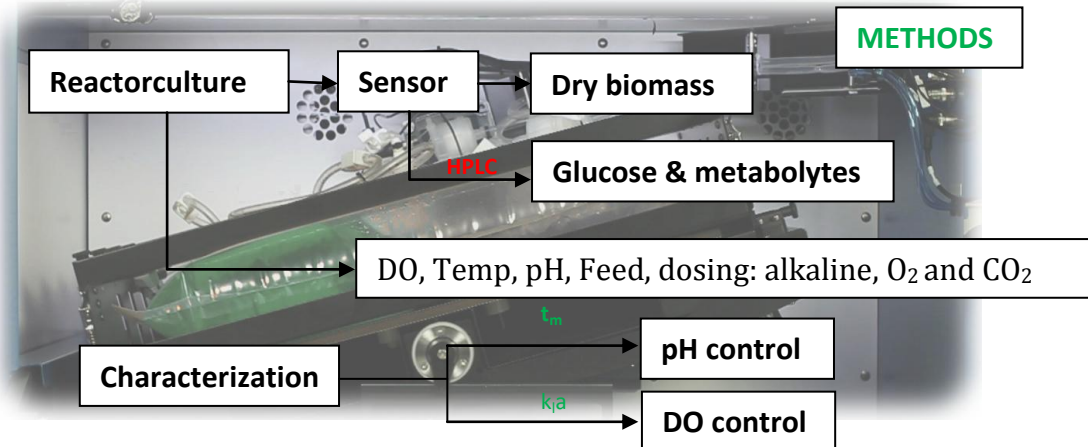 METHODS
Reactorculture
Sensor
Dry biomass
HPLC
Glucose & metabolytes
DO, Temp, pH, Feed, dosing: alkaline, O₂ and CO₂
tₘ
pH control
Characterization
kₗa
DO control